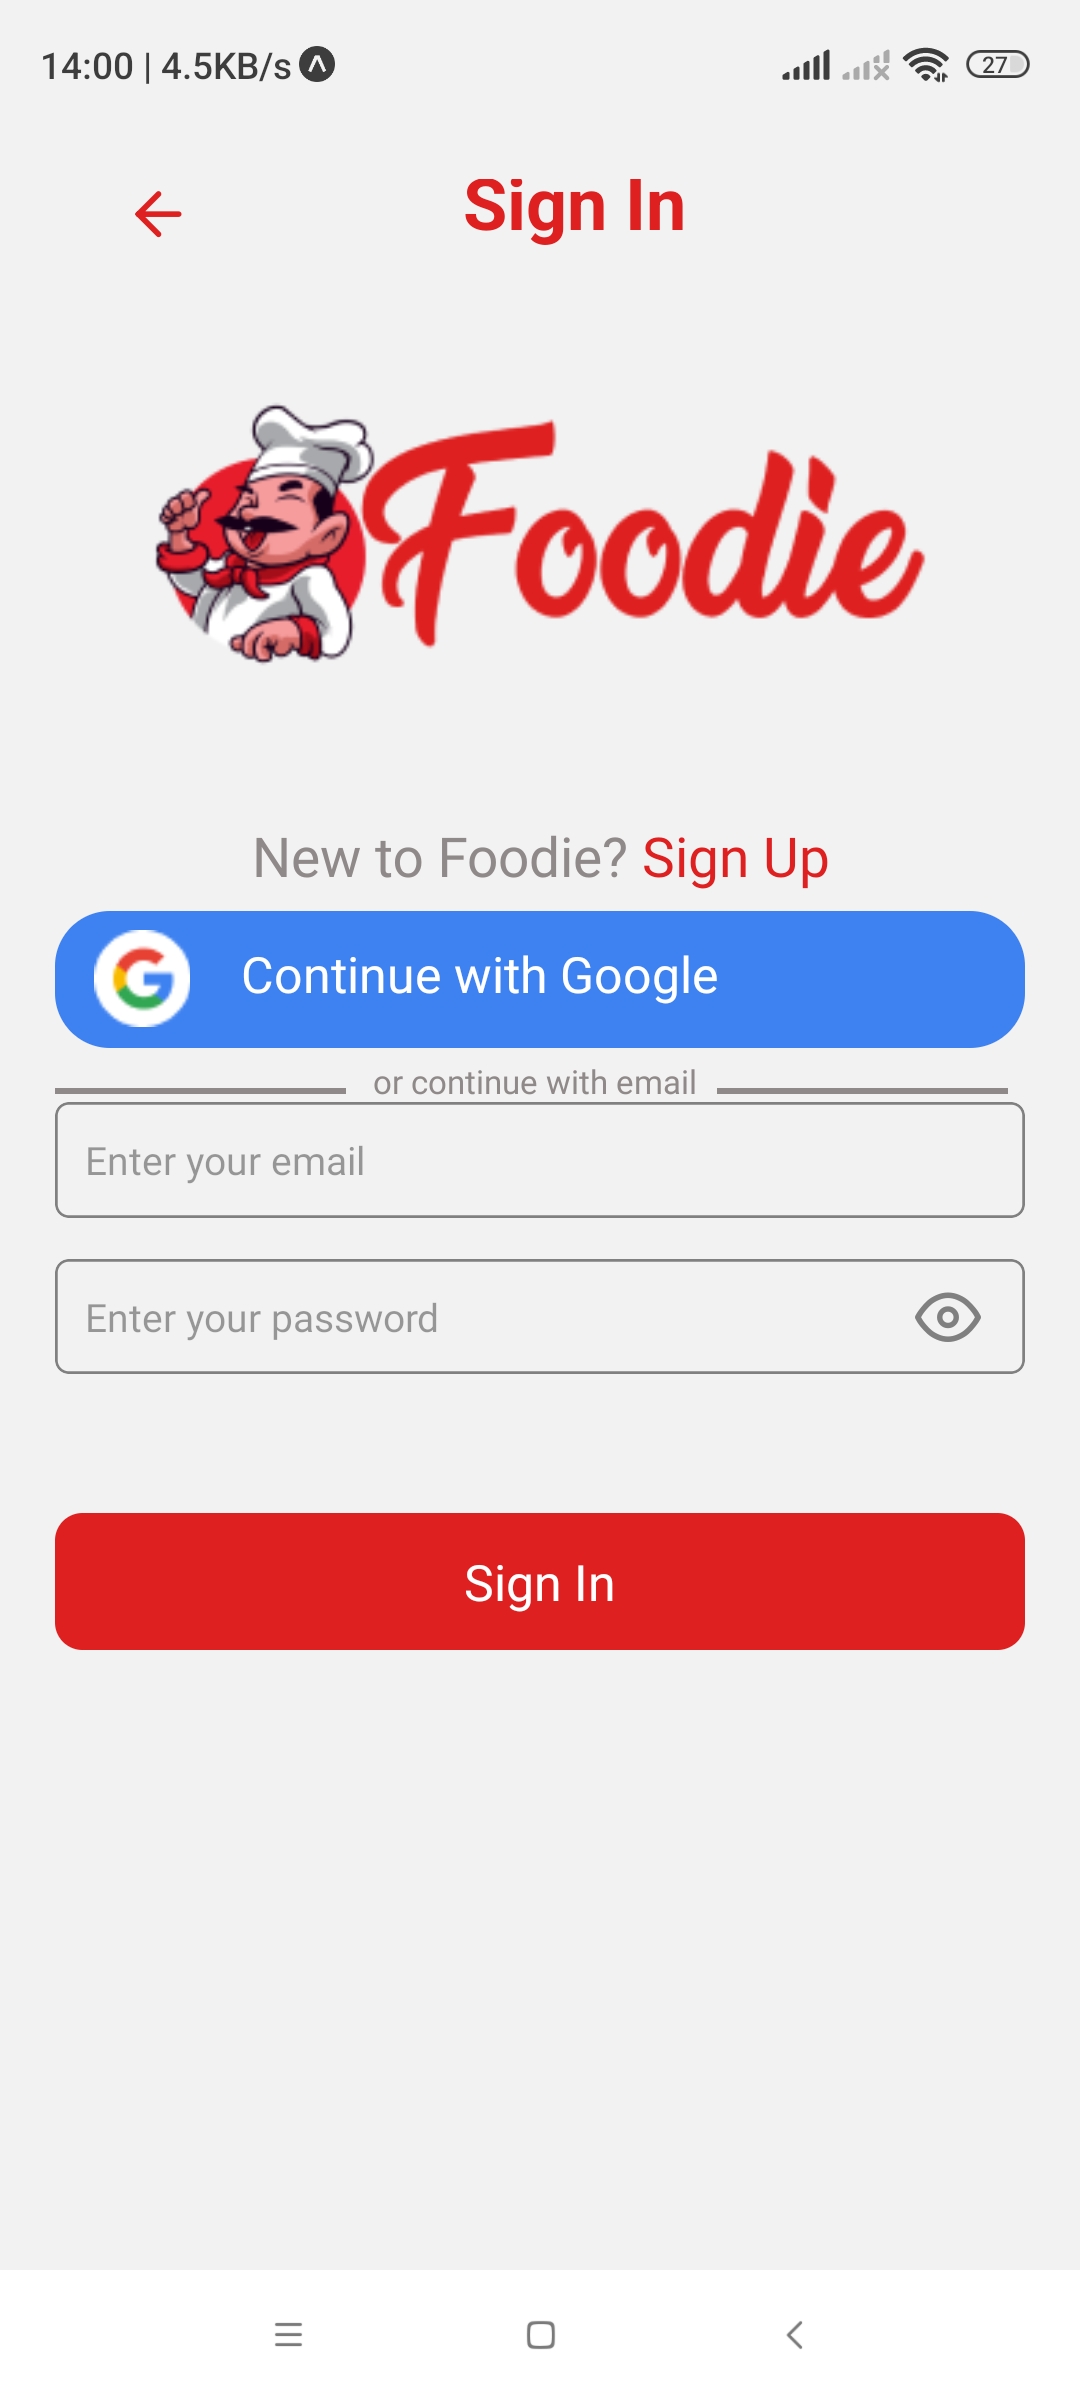 14:00 | 4.5KB/s
27
Sign In
Foodie
New to Foodie? Sign Up
Continue with Google
or continue with email
Enter your email
Enter your password
Sign In